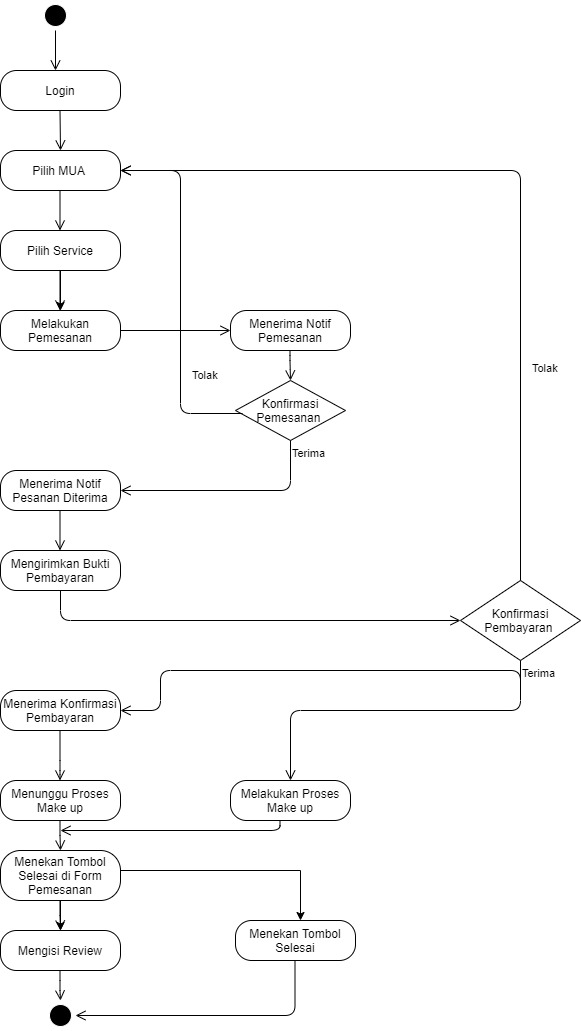 Login
Pilih MUA
Pilih Service
Melakukan
Pemesanan
Menerima Notif
Pemesanan
Tolak
Tolak
Konfirmasi
Pemesanan
Terima
Menerima Notif
Pesanan Diterima
Mengirimkan Bukti
Pembayaran
Konfirmasi
Pembayaran
Terima
Menerima Konfirmasi
Pembayaran
Menunggu Proses
Make up
Melakukan Proses
Make up
Menekan Tombol
Selesai di Form
Pemesanan
Mengisi Review
Menekan Tombol
Selesai